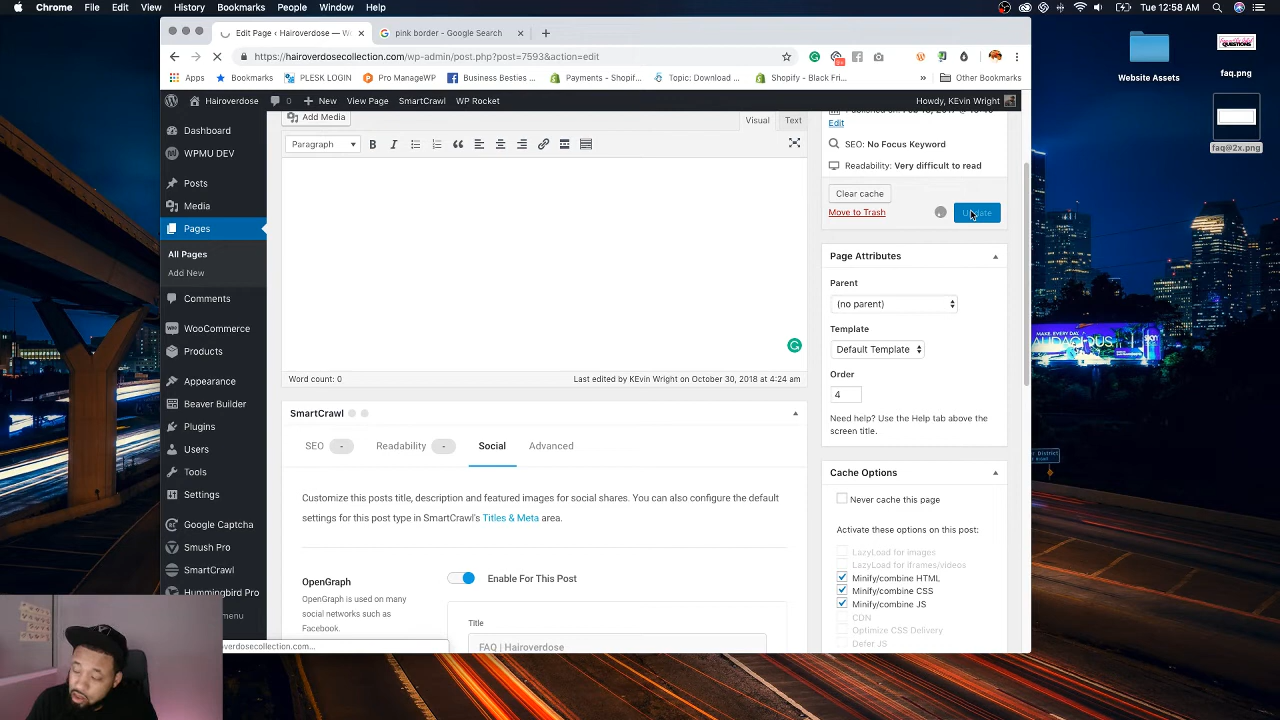 Chrome File Edit View History Bookmarks People Window Help
Tue 12:58 AM
Edit Page ‹ Hairoverdose — Wo
pink border - Google Search
https://hairoverdosecollection.com/wp-admin/post.php?post=7593&action=edit
Apps Bookmarks PLESK LOGIN Pro ManageWP Business Besties ... Payments - Shopif... Topic: Download ... Shopify - Black Fri... » Other Bookmarks
Hairoverdose 0 New View Page SmartCrawl WP Rocket Howdy, KEvin Wright
Dashboard
WPMU DEV
Posts
Media
Pages
All Pages
Add New
Comments
WooCommerce
Products
Appearance
Beaver Builder
Plugins
Users
Tools
Settings
Google Captcha
Smush Pro
SmartCrawl
Hummingbird Pro
menu
Add Media
Visual Text
Paragraph
Word count: 0
Last edited by KEvin Wright on October 30, 2018 at 4:24 am
SmartCrawl
SEO - Readability - Social Advanced
Customize this posts title, description and featured images for social shares. You can also configure the default
settings for this post type in SmartCrawl's Titles & Meta area.
OpenGraph
OpenGraph is used on many
social networks such as
Facebook.
Enable For This Post
Title
FAQ | Hairoverdose
overdosecollection.com...
Edit
SEO: No Focus Keyword
Readability: Very difficult to read
Clear cache
Move to Trash
Update
Page Attributes
Parent
(no parent)
Template
Default Template
Order
4
Need help? Use the Help tab above the
screen title.
Cache Options
Never cache this page
Activate these options on this post:
LazyLoad for images
LazyLoad for iframes/videos
Minify/combine HTML
Minify/combine CSS
Minify/combine JS
CDN
Optimize CSS Delivery
Defer JS
Website Assets
QUESTIONS
faq.png
faq@2x.png
MAKE. EVERY. DAY.
AUDACIOUS.